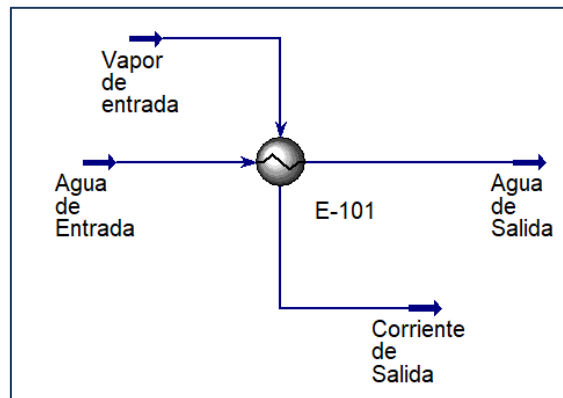 Vapor
de
entrada
Agua
de
Entrada
E-101
Agua
de
Salida
Corriente
de
Salida